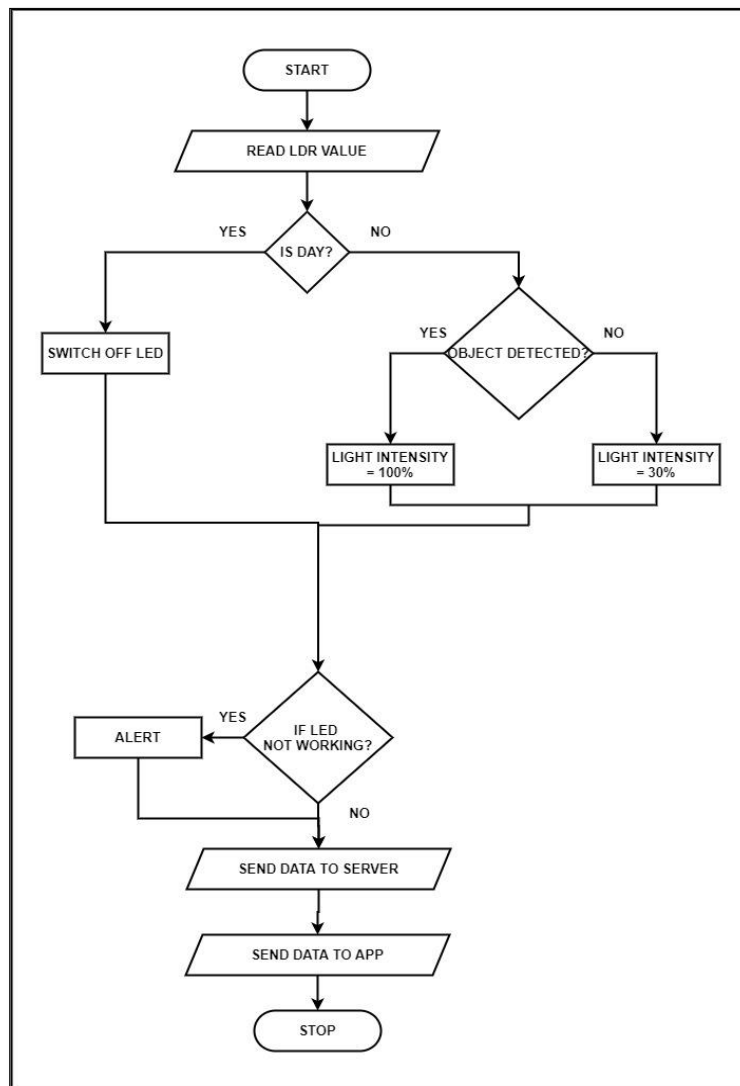 START
READ LDR VALUE
YES
IS DAY?
NO
SWITCH OFF LED
YES
OBJECT DETECTED?
NO
LIGHT INTENSITY
= 100%
LIGHT INTENSITY
= 30%
ALERT
YES
IF LED
NOT WORKING?
NO
SEND DATA TO SERVER
SEND DATA TO APP
STOP